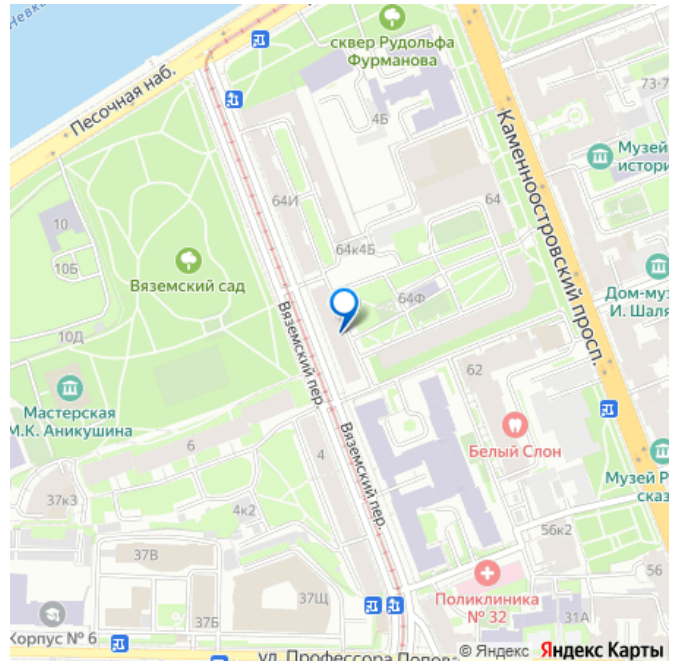 Невка
сквер Рудольфа
Фурманова
Песочная наб.
73-7
4Б
Каменноостровский просп.
Музей
истори
64И
64
10
64к4Б
10Б
Вяземский сад
64Ф
Дом-муз
И. Шаля
Вяземский пер.
10Д
62
Мастерская
М.К. Аникушина
6
Белый Слон
4
Вяземский пер.
Музей Р
сказ
37к3
4к2
56к2
37В
56
37Щ
Поликлиника
№ 32
31А
37Б
Корпус № 6
ул. Профессора Попова
© Яндекс Яндекс Карты